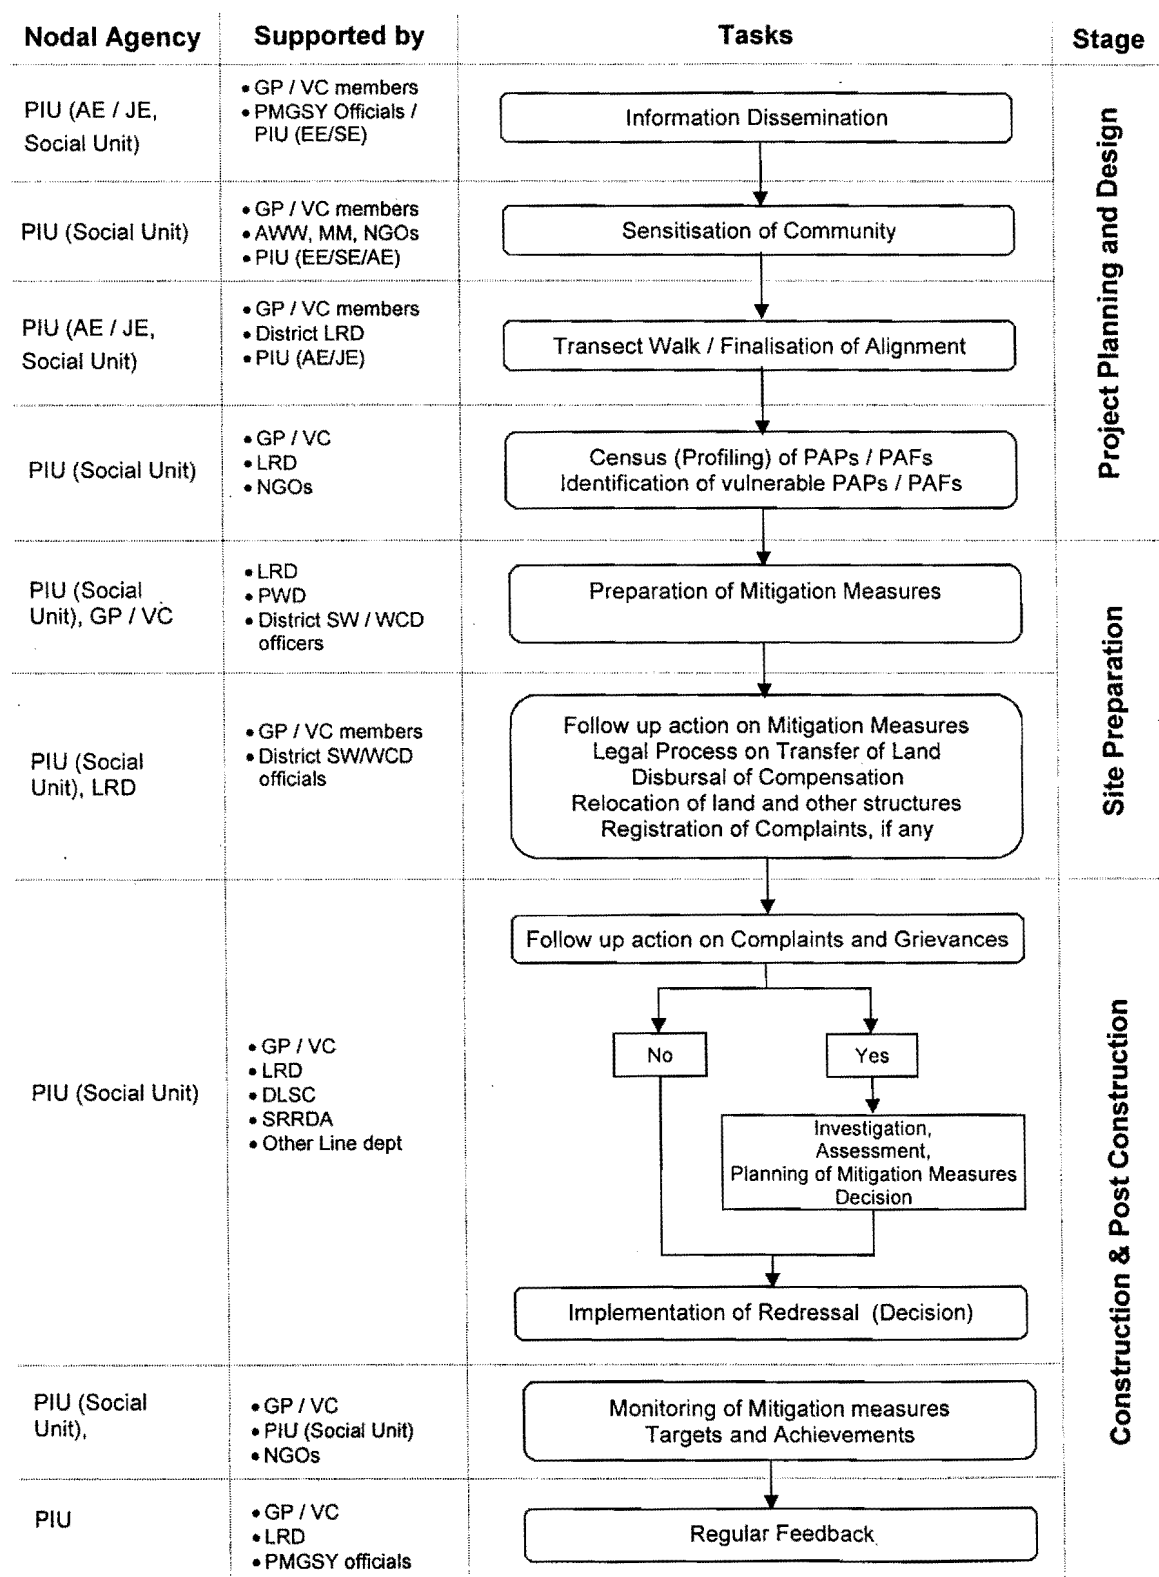 Nodal Agency
Supported by
Tasks
Stage
PIU (AE / JE,
Social Unit)
• GP / VC members
• PMGSY Officials /
PIU (EE/SE)
Information Dissemination
Project Planning and Design
PIU (Social Unit)
• GP / VC members
• AWW, MM, NGOs
• PIU (EE/SE/AE)
Sensitisation of Community
PIU (AE / JE,
Social Unit)
• GP / VC members
• District LRD
• PIU (AE/JE)
Transect Walk / Finalisation of Alignment
PIU (Social Unit)
• GP / VC
• LRD
• NGOs
Census (Profiling) of PAPs / PAFs
Identification of vulnerable PAPs / PAFs
PIU (Social
Unit), GP / VC
• LRD
• PWD
• District SW / WCD
officers
Preparation of Mitigation Measures
Site Preparation
PIU (Social
Unit), LRD
• GP / VC members
• District SW/WCD
officials
Follow up action on Mitigation Measures
Legal Process on Transfer of Land
Disbursal of Compensation
Relocation of land and other structures
Registration of Complaints, if any
PIU (Social Unit)
• GP / VC
• LRD
• DLSC
• SRRDA
• Other Line dept
Follow up action on Complaints and Grievances
No
Yes
Investigation,
Assessment,
Planning of Mitigation Measures
Decision
Implementation of Redressal (Decision)
Construction & Post Construction
PIU (Social
Unit),
• GP / VC
• PIU (Social Unit)
• NGOs
Monitoring of Mitigation measures
Targets and Achievements
PIU
• GP / VC
• LRD
• PMGSY officials
Regular Feedback